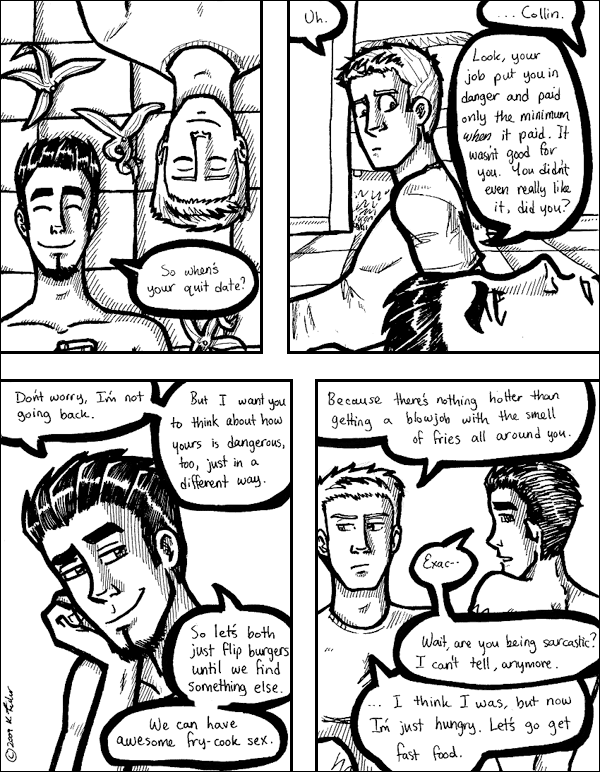 So when's
your quit date?
Uh.
... Collin.
Look, your
job put you in
danger and paid
only the minimum
when it paid. It
wasn't good for
you. You didn't
even really like
it, did you?
Don't worry, I'm not
going back.
But I want you
to think about how
yours is dangerous,
too, just in a
different way.
So let's both
just flip burgers
until we find
something else.
We can have
awesome fry-cook sex.
Because there's nothing hotter than
getting a blowjob with the smell
of fries all around you.
Exac--
Wait, are you being sarcastic?
I can't tell, anymore.
... I think I was, but now
I'm just hungry. Let's go get
fast food.
©2009 K.